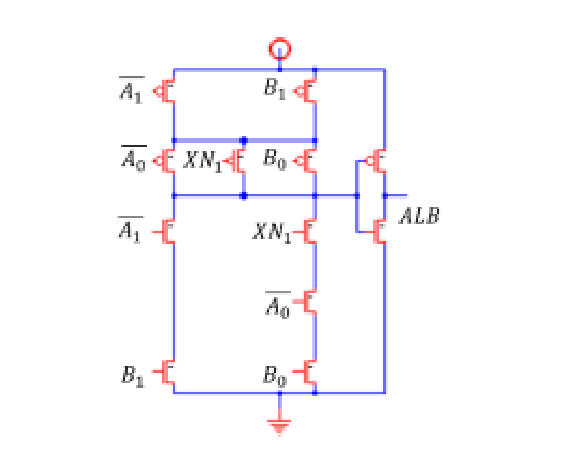 $\overline{A_1}$ $B_1$
$\overline{A_0}$ $XN_1$ $B_0$
$ALB$
$\overline{A_1}$ $XN_1$
$\overline{A_0}$
$B_1$ $B_0$